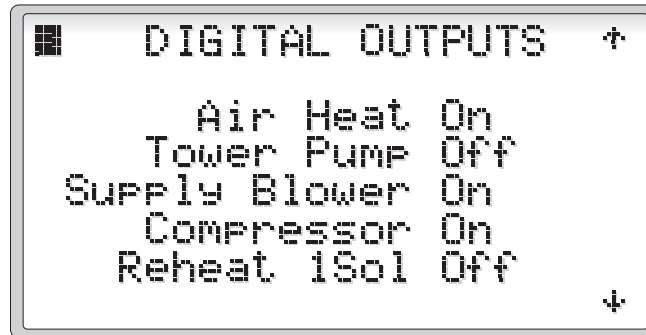 DIGITAL OUTPUTS
Air Heat On
Tower Pump Off
Supply Blower On
Compressor On
Reheat 1Sol Off